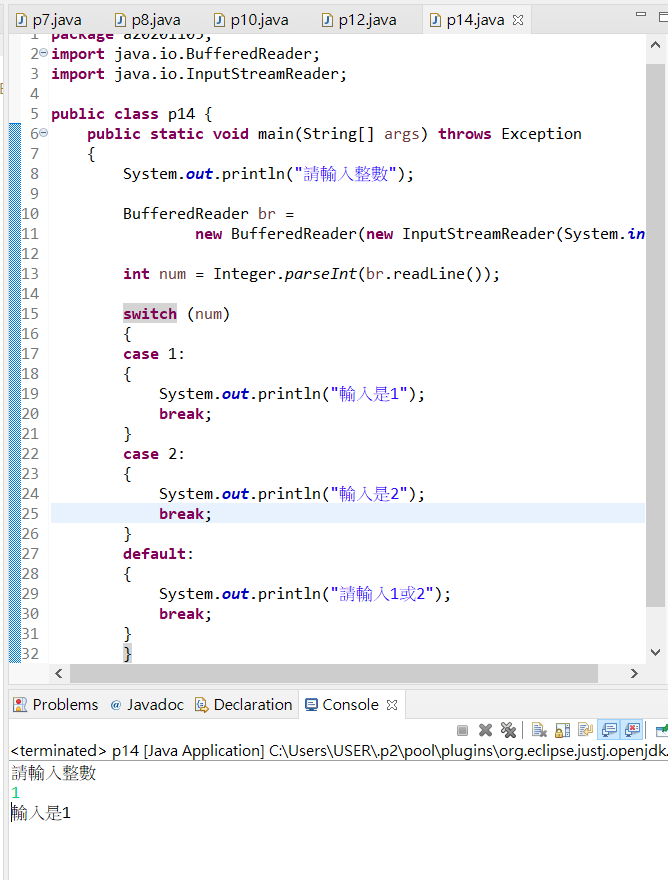 p7.java p8.java p10.java p12.java p14.java
1 package a20201105;
2 import java.io.BufferedReader;
3 import java.io.InputStreamReader;
4
5 public class p14 {
6 public static void main(String[] args) throws Exception
7 {
8 System.out.println("請輸入整數");
9
10 BufferedReader br =
11 new BufferedReader(new InputStreamReader(System.in
12
13 int num = Integer.parseInt(br.readLine());
14
15 switch (num)
16 {
17 case 1:
18 {
19 System.out.println("輸入是1");
20 break;
21 }
22 case 2:
23 {
24 System.out.println("輸入是2");
25 break;
26 }
27 default:
28 {
29 System.out.println("請輸入1或2");
30 break;
31 }
32 }
Problems @ Javadoc Declaration Console
<terminated> p14 [Java Application] C:\Users\USER\.p2\pool\plugins\org.eclipse.justj.openjdk.
請輸入整數
1
輸入是1